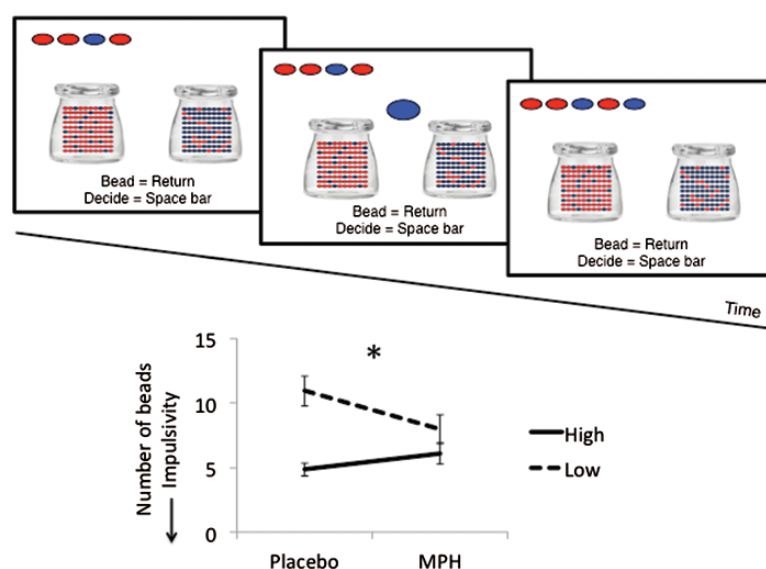 Bead = Return
Decide = Space bar
Bead = Return
Decide = Space bar
Bead = Return
Decide = Space bar
Time
Number of beads
Impulsivity
15
10
5
0
*
Placebo
MPH
High
Low